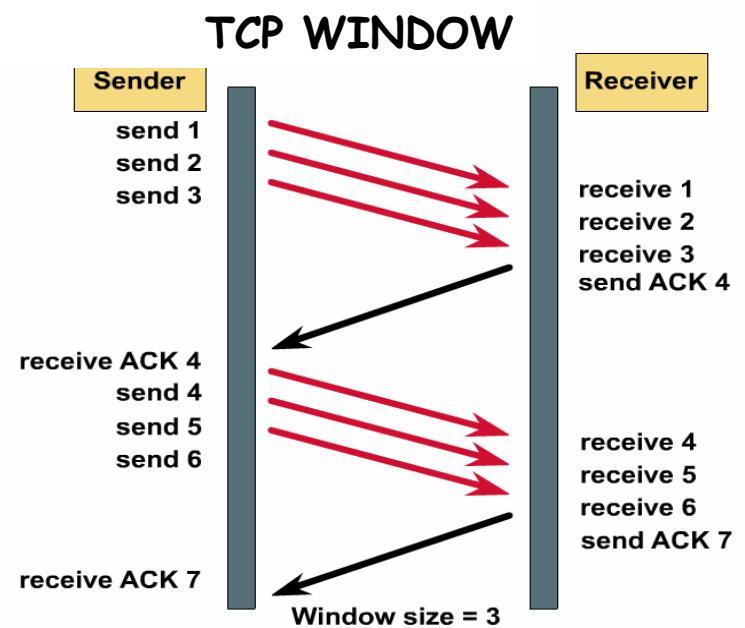 TCP WINDOW
Sender
Receiver
send 1
send 2
send 3
receive 1
receive 2
receive 3
send ACK 4
receive ACK 4
send 4
send 5
send 6
receive 4
receive 5
receive 6
send ACK 7
receive ACK 7
Window size = 3